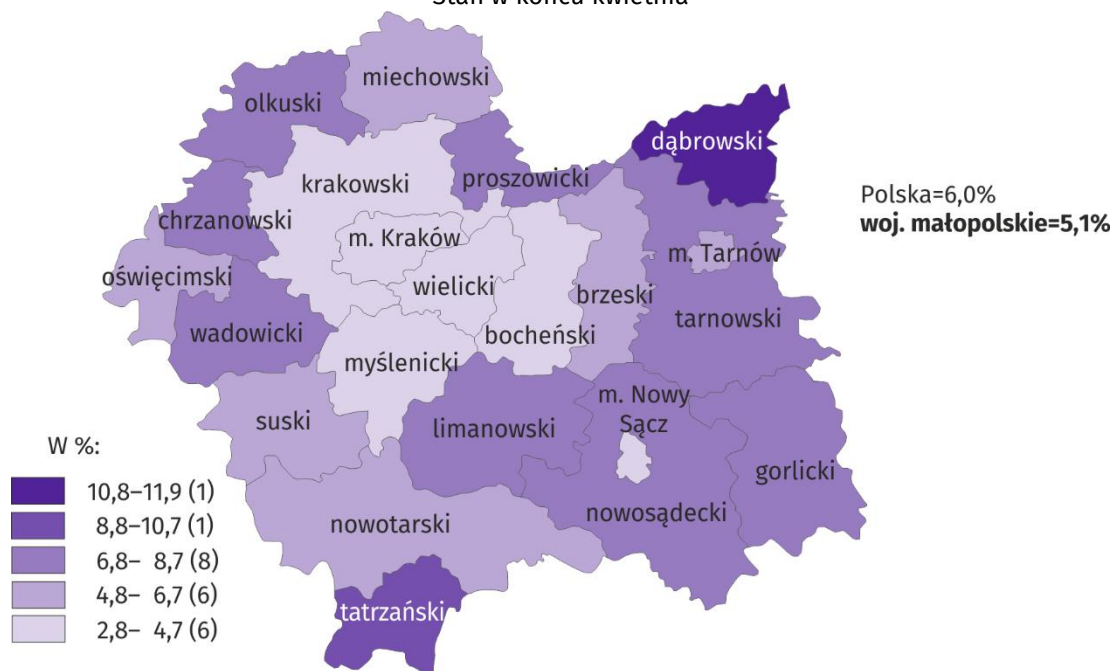 Stan w końcu kwietnia
miechowski
olkuski
dąbrowski
krakowski
proszowicki
Polska=6,0%
woj. małopolskie=5,1%
chrzanowski
m. Kraków
m. Tarnów
oświęcimski
wielicki
brzeski
tarnowski
wadowicki
bocheński
myślenicki
m. Nowy
Sącz
suski
limanowski
gorlicki
nowosądecki
nowotarski
tatrzański
W %:
10,8–11,9 (1)
8,8–10,7 (1)
6,8– 8,7 (8)
4,8– 6,7 (6)
2,8– 4,7 (6)